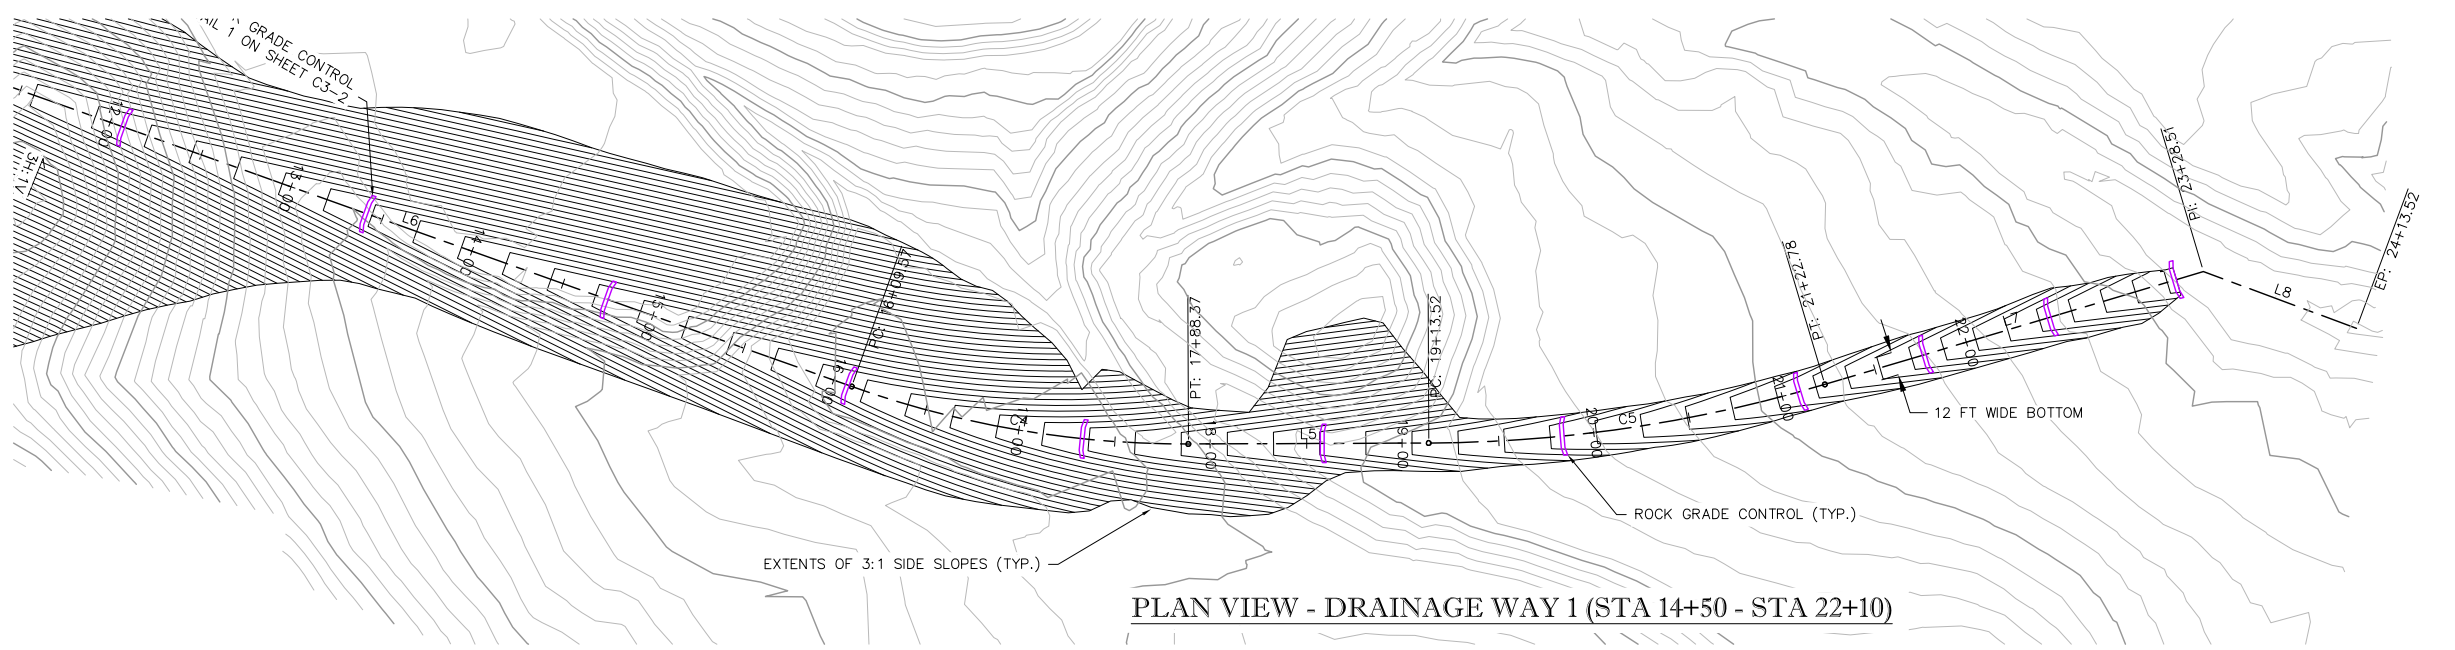 GRADE CONTROL
1 ON SHEET C3-2
3H:1V
12+00
13+00
L6
14+00
15+00
16+00
PC: 16+09.57
C4
17+00
PT: 17+88.37
18+00
L5
19+00
PC: 19+13.52
20+00
C5
21+00
PT: 21+22.78
22+00
L7
PI: 23+28.51
L8
EP: 24+13.52
12 FT WIDE BOTTOM
ROCK GRADE CONTROL (TYP.)
EXTENTS OF 3:1 SIDE SLOPES (TYP.)
PLAN VIEW - DRAINAGE WAY 1 (STA 14+50 - STA 22+10)